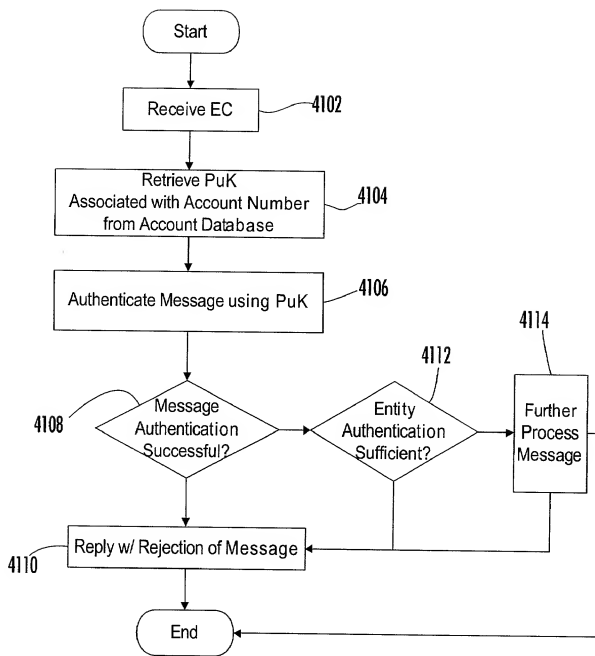 Start
Receive EC
4102
Retrieve PuK
Associated with Account Number
from Account Database
4104
Authenticate Message using PuK
4106
4108
Message
Authentication
Successful?
4112
Entity
Authentication
Sufficient?
4114
Further
Process
Message
4110
Reply w/ Rejection of Message
End